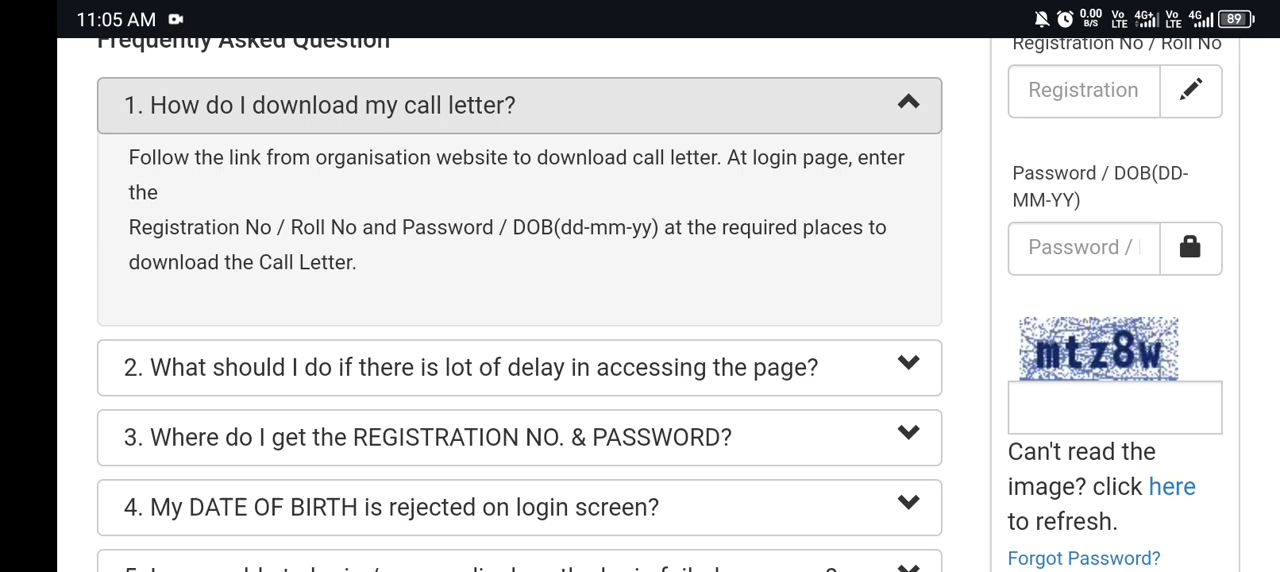 11:05 AM
0.00 B/S Vo LTE 4G+ Vo LTE 4G 89
Frequently Asked Question
1. How do I download my call letter?
Follow the link from organisation website to download call letter. At login page, enter
the
Registration No / Roll No and Password / DOB(dd-mm-yy) at the required places to
download the Call Letter.
2. What should I do if there is lot of delay in accessing the page?
3. Where do I get the REGISTRATION NO. & PASSWORD?
4. My DATE OF BIRTH is rejected on login screen?
Registration No / Roll No
Registration
Password / DOB(DD-
MM-YY)
Password /
mtz8w
Can't read the
image? click here
to refresh.
Forgot Password?